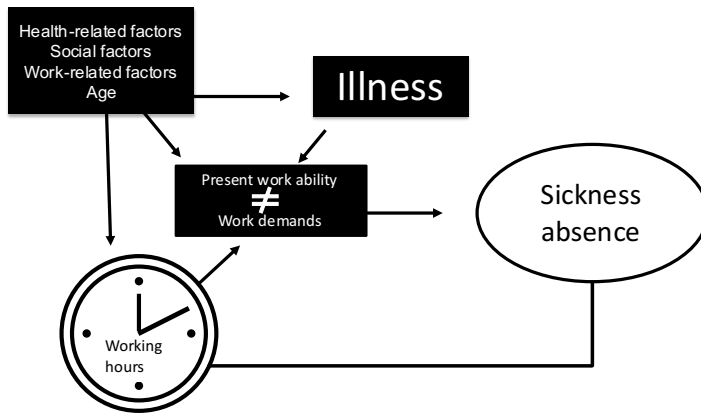 Health-related factors
Social factors
Work-related factors
Age
Illness
Present work ability
≠
Work demands
Sickness
absence
Working
hours